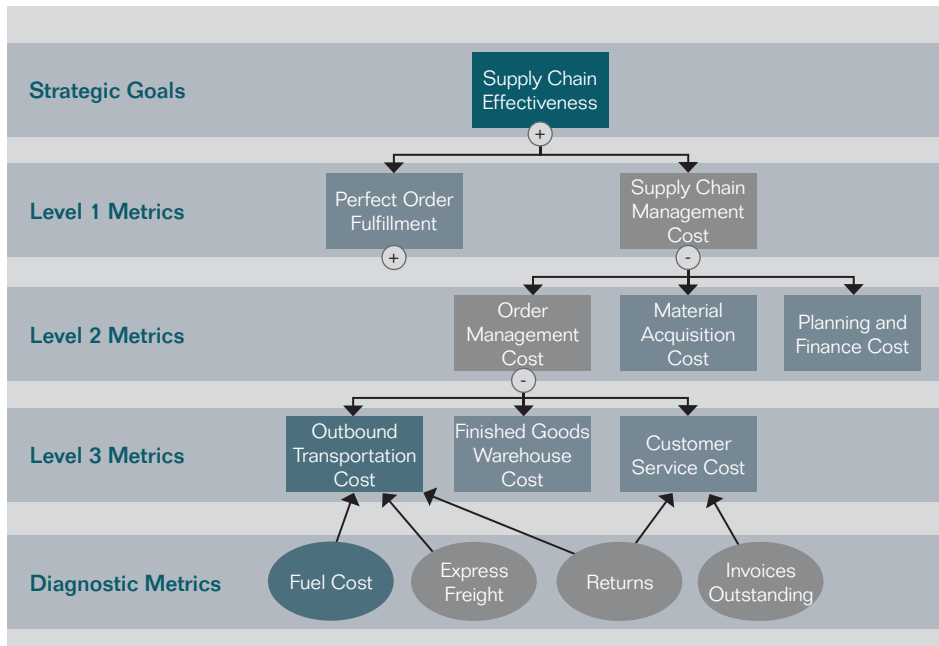 Strategic Goals
Supply Chain
Effectiveness
+
Level 1 Metrics
Perfect Order
Fulfillment
+
Supply Chain
Management
Cost
-
Level 2 Metrics
Order
Management
Cost
-
Material
Acquisition
Cost
Planning and
Finance Cost
Level 3 Metrics
Outbound
Transportation
Cost
Finished Goods
Warehouse
Cost
Customer
Service Cost
Diagnostic Metrics
Fuel Cost
Express
Freight
Returns
Invoices
Outstanding